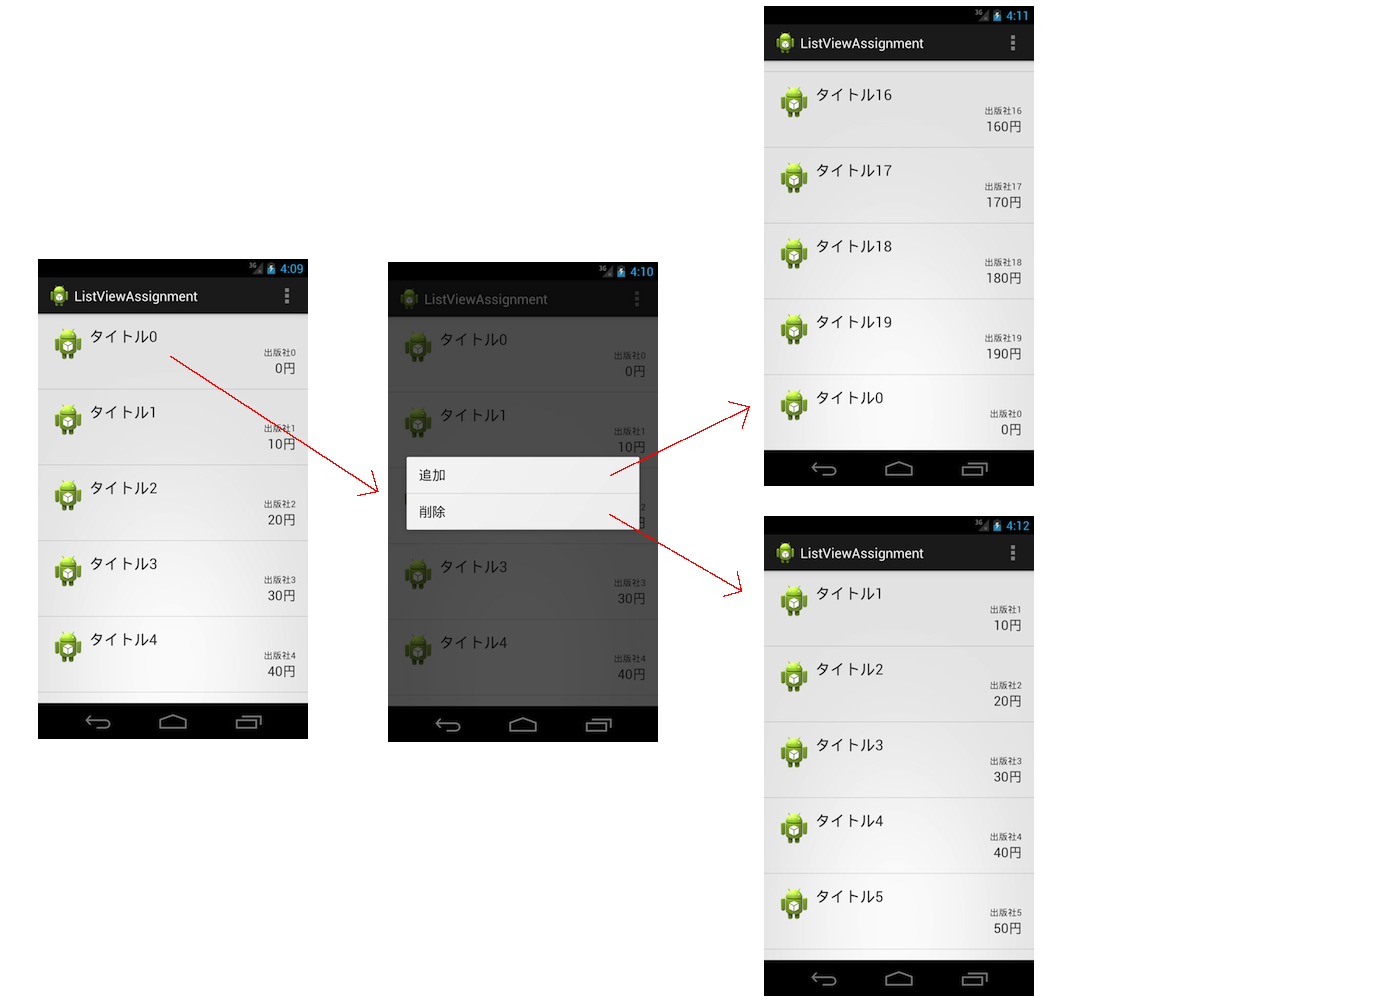 3G 4:09
ListViewAssignment
タイトル0
出版社0
0円
タイトル1
出版社1
10円
タイトル2
出版社2
20円
タイトル3
出版社3
30円
タイトル4
出版社4
40円
3G 4:10
ListViewAssignment
タイトル0
出版社0
0円
タイトル1
出版社1
10円
追加
削除
2
円
タイトル3
出版社3
30円
タイトル4
出版社4
40円
3G 4:11
ListViewAssignment
タイトル16
出版社16
160円
タイトル17
出版社17
170円
タイトル18
出版社18
180円
タイトル19
出版社19
190円
タイトル0
出版社0
0円
3G 4:12
ListViewAssignment
タイトル1
出版社1
10円
タイトル2
出版社2
20円
タイトル3
出版社3
30円
タイトル4
出版社4
40円
タイトル5
出版社5
50円